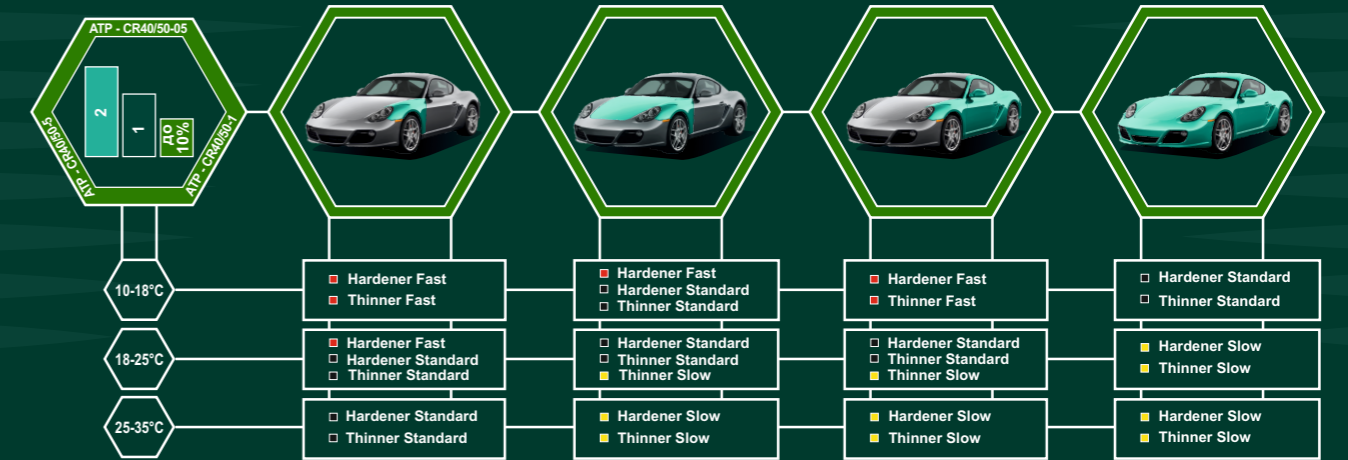 ATP - CR40/50-05
ATP - CR40/50-5
ATP - CR40/50-1
2
1
до
10%
10-18°C
Hardener Fast
Thinner Fast
Hardener Fast
Hardener Standard
Thinner Standard
Hardener Fast
Thinner Fast
Hardener Standard
Thinner Standard
18-25°C
Hardener Fast
Hardener Standard
Thinner Standard
Hardener Standard
Thinner Standard
Thinner Slow
Hardener Standard
Thinner Standard
Thinner Slow
Hardener Slow
Thinner Slow
25-35°C
Hardener Standard
Thinner Standard
Hardener Slow
Thinner Slow
Hardener Slow
Thinner Slow
Hardener Slow
Thinner Slow